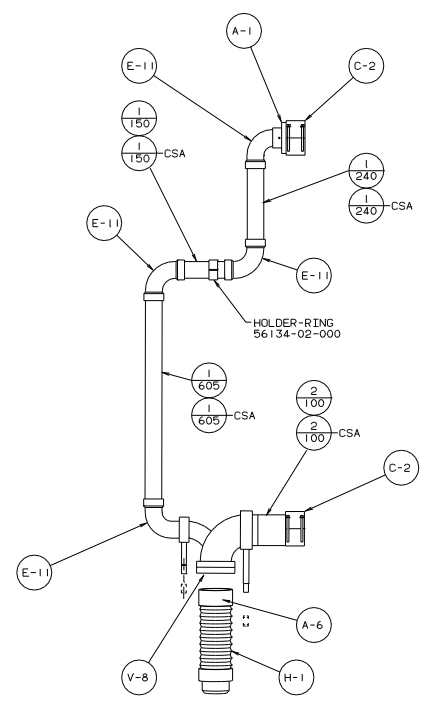 A-1
E-11
C-2
1
150
1
150
CSA
1
240
1
240
CSA
E-11
E-11
HOLDER-RING
56134-02-000
1
605
1
605
CSA
2
100
2
100
CSA
C-2
E-11
A-6
V-8
H-1